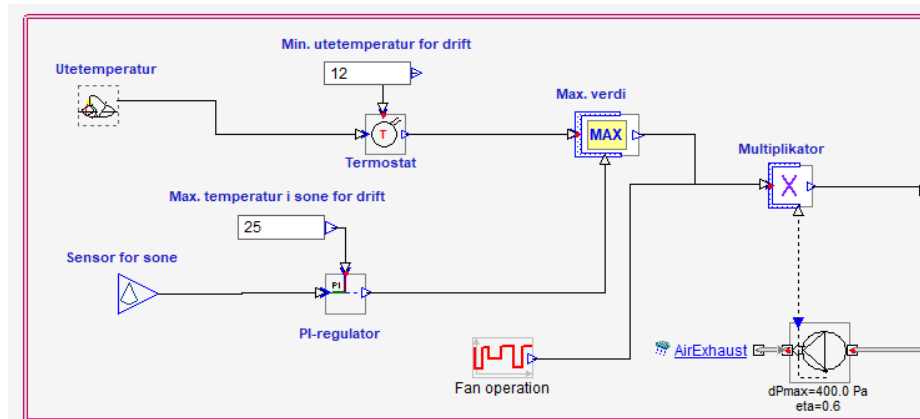 Min. utetemperatur for drift
Utetemperatur
12
Max. verdi
T
MAX
Termostat
Multiplikator
X
Max. temperatur i sone for drift
25
Sensor for sone
PI
PI-regulator
AirExhaust
Fan operation
dPmax=400.0 Pa
eta=0.6